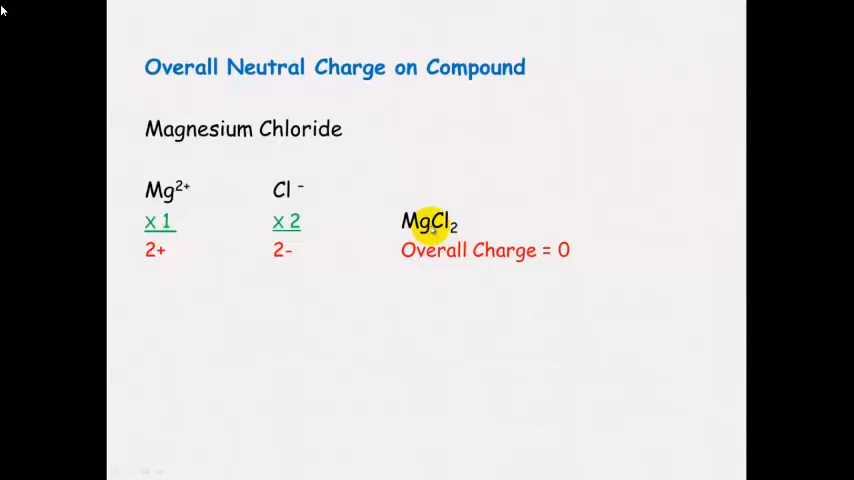 Overall Neutral Charge on Compound
Magnesium Chloride
Mg²⁺ Cl ⁻
x 1 x 2 MgCl₂
2+ 2- Overall Charge = 0